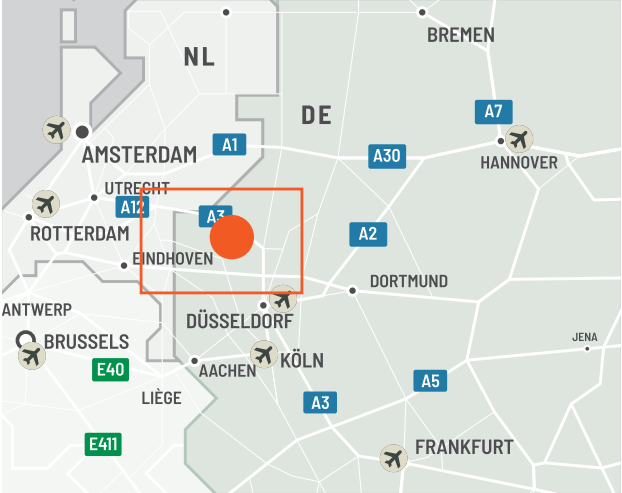 NL
BREMEN
DE
A7
A1
AMSTERDAM
A30
HANNOVER
UTRECHT
A12
A3
ROTTERDAM
A2
EINDHOVEN
DORTMUND
ANTWERP
DÜSSELDORF
BRUSSELS
JENA
KÖLN
E40
AACHEN
A5
LIÈGE
A3
E411
FRANKFURT